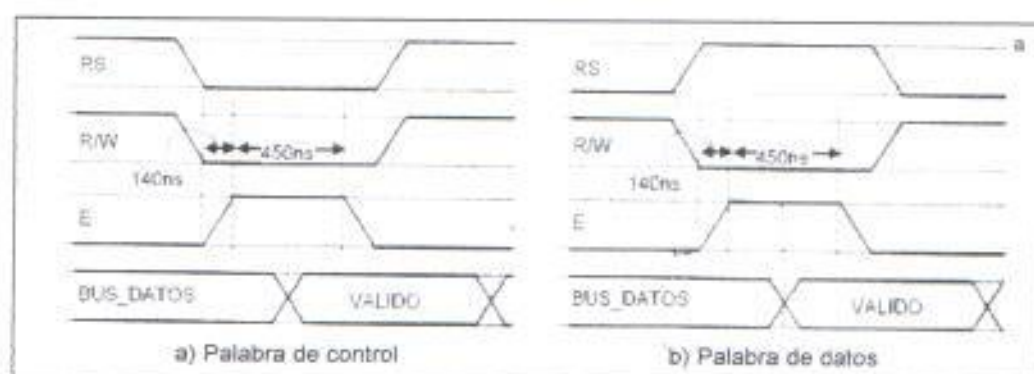 a
RS
R/W
450ns
140ns
E
BUS_DATOS
VALIDO
a) Palabra de control
RS
R/W
450ns
140ns
E
BUS_DATOS
VALIDO
b) Palabra de datos